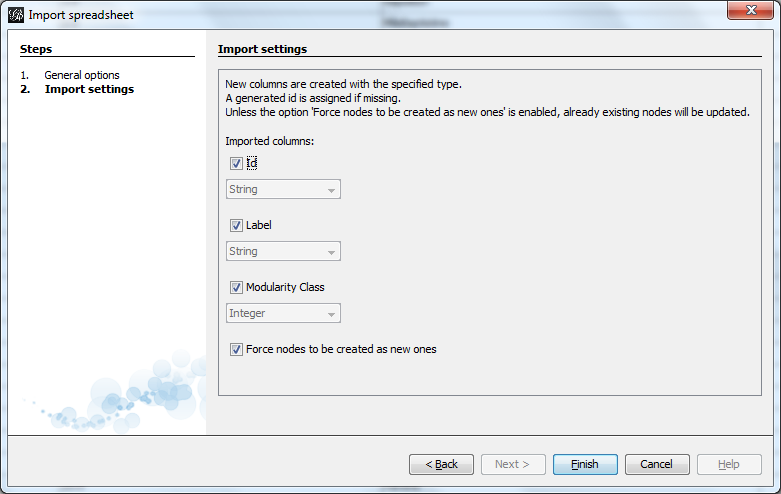 Import spreadsheet
Steps
1. General options
2. Import settings
Import settings
New columns are created with the specified type.
A generated id is assigned if missing.
Unless the option 'Force nodes to be created as new ones' is enabled, already existing nodes will be updated.
Imported columns:
Id
String
Label
String
Modularity Class
Integer
Force nodes to be created as new ones
< Back
Next >
Finish
Cancel
Help